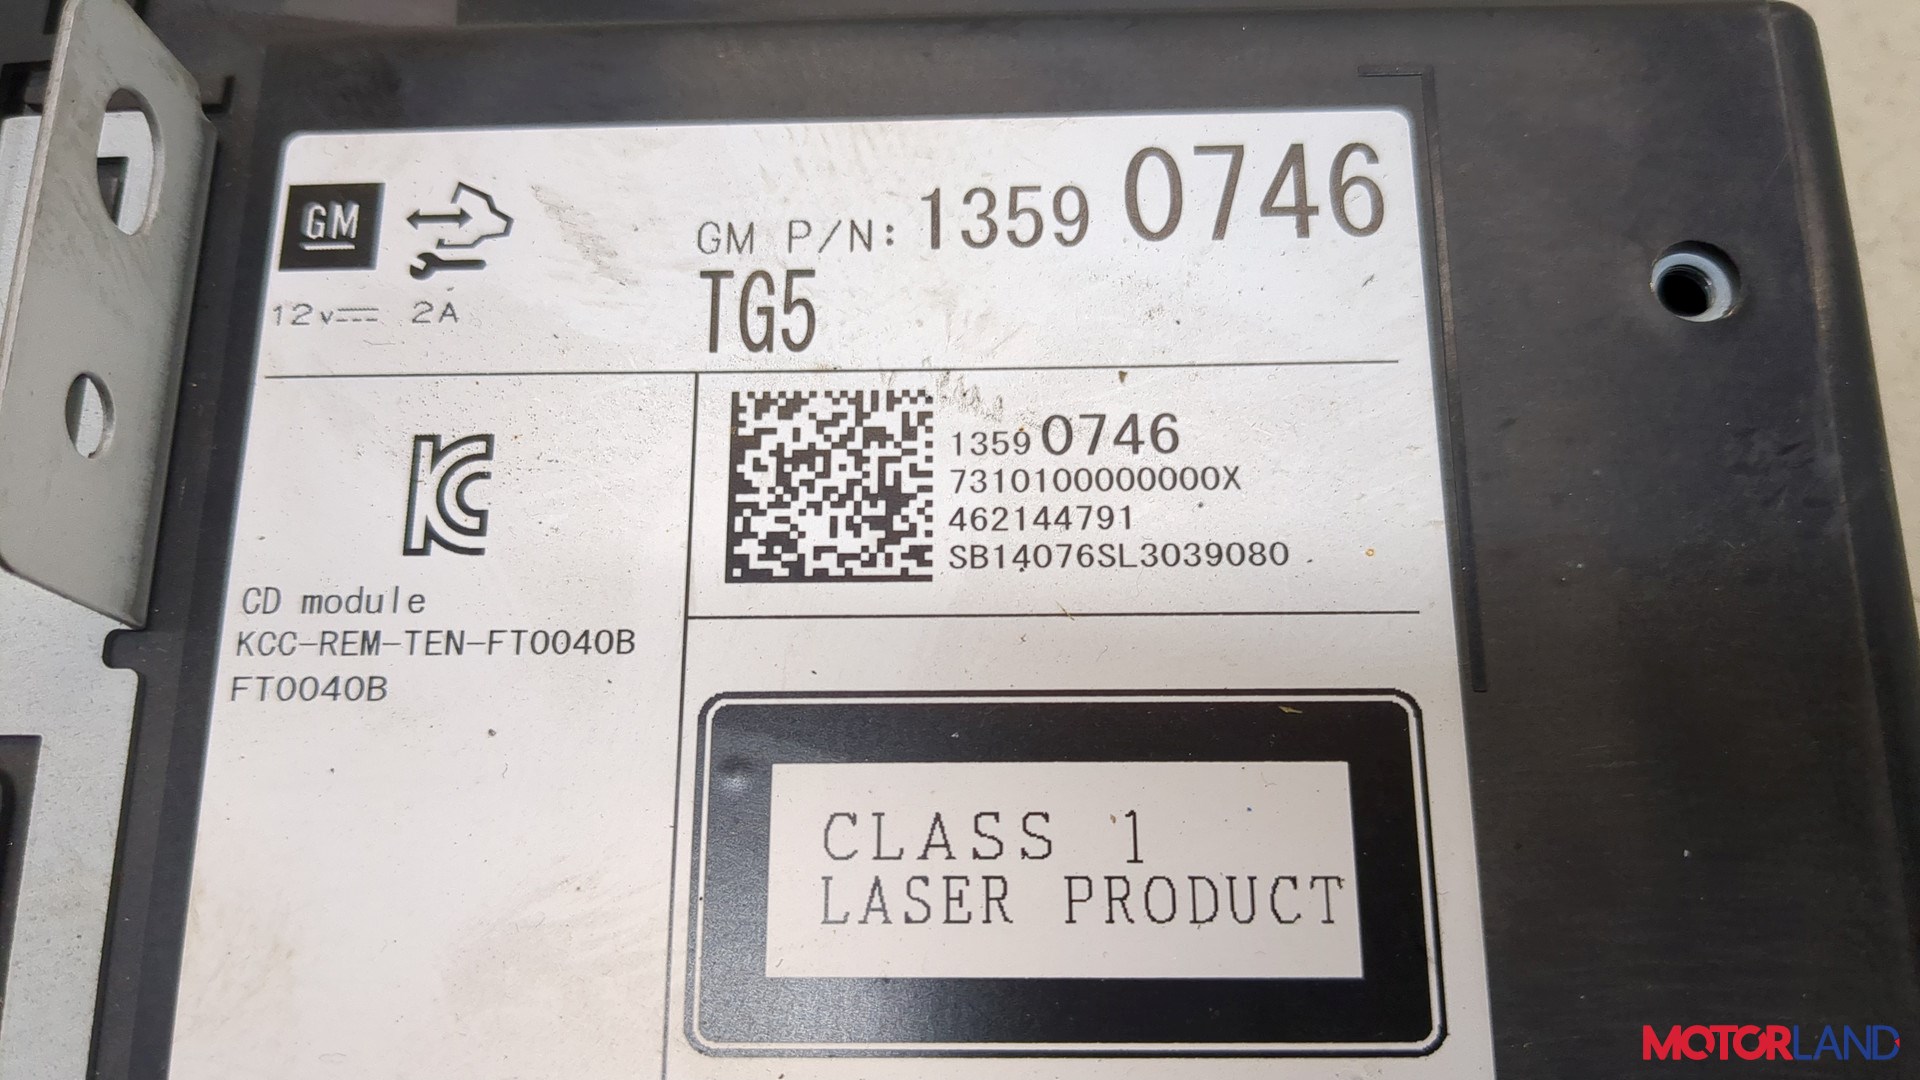 GM
GM P/N: 1359 0746
12v 2A
TG5
1359 0746
7310100000000X
462144791
SB14076SL3039080
CD module
KCC-REM-TEN-FT0040B
FT0040B
CLASS 1
LASER PRODUCT
MOTORLAND